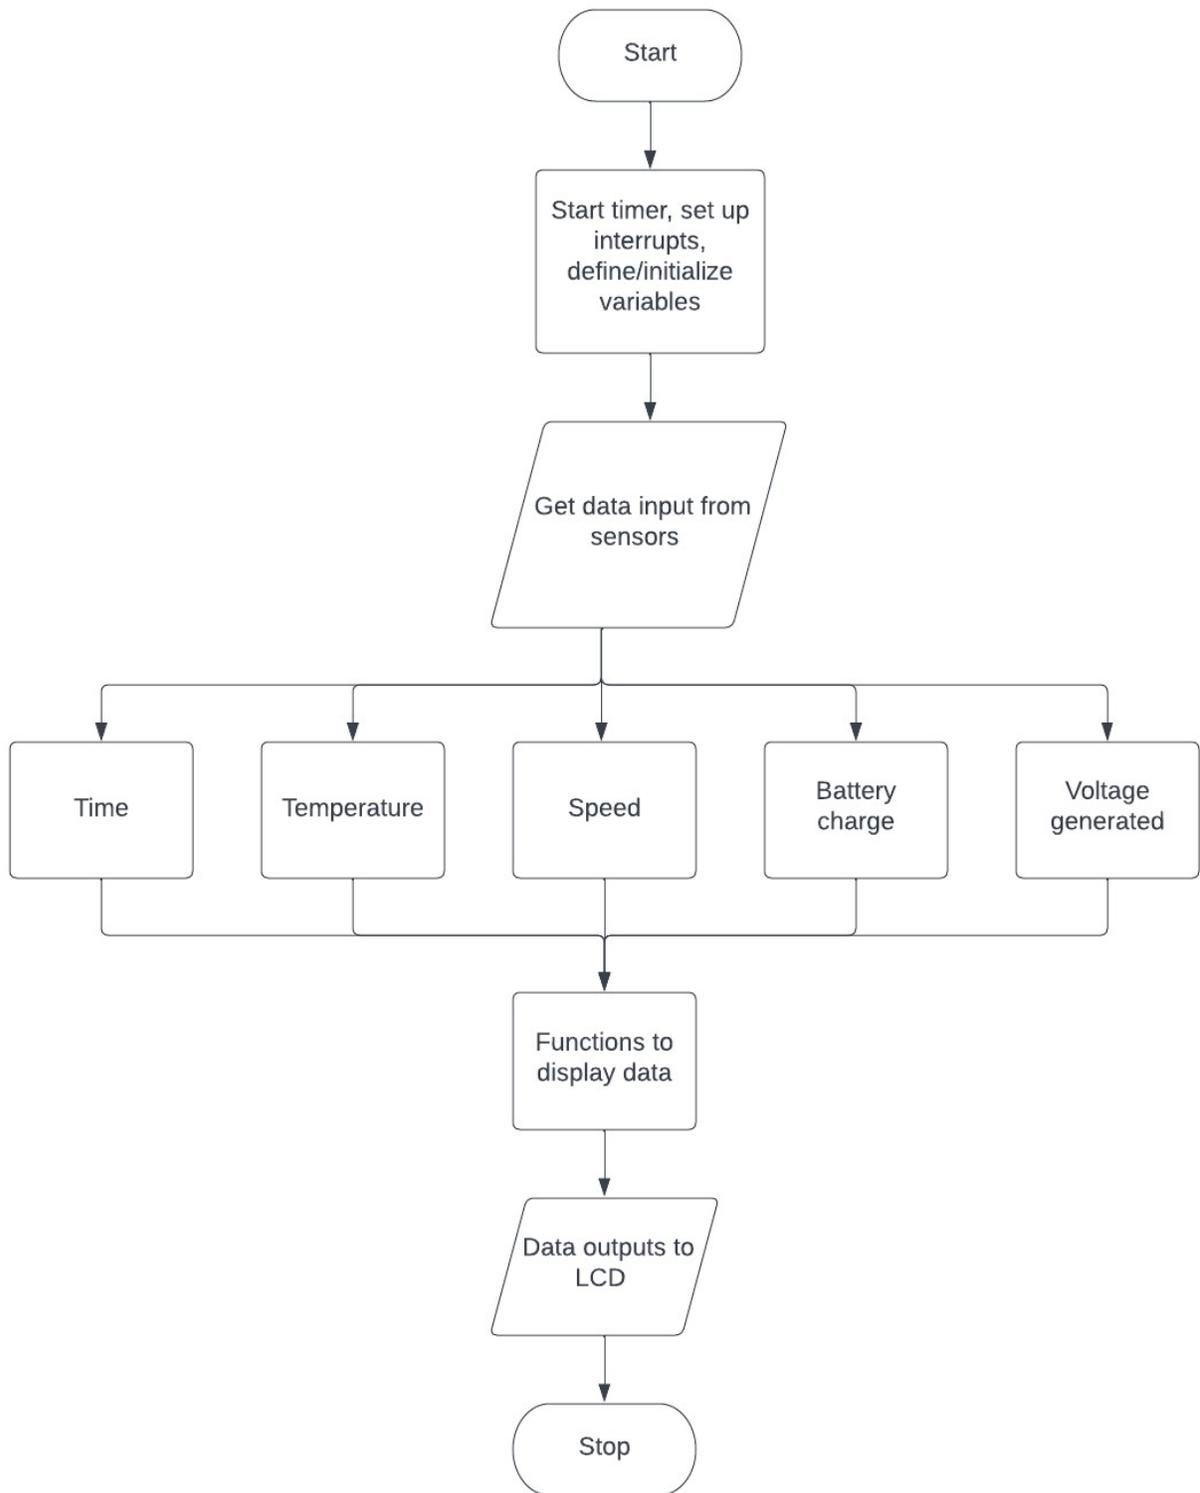 Start
Start timer, set up
interrupts,
define/initialize
variables
Get data input from
sensors
Time
Temperature
Speed
Battery
charge
Voltage
generated
Functions to
display data
Data outputs to
LCD
Stop